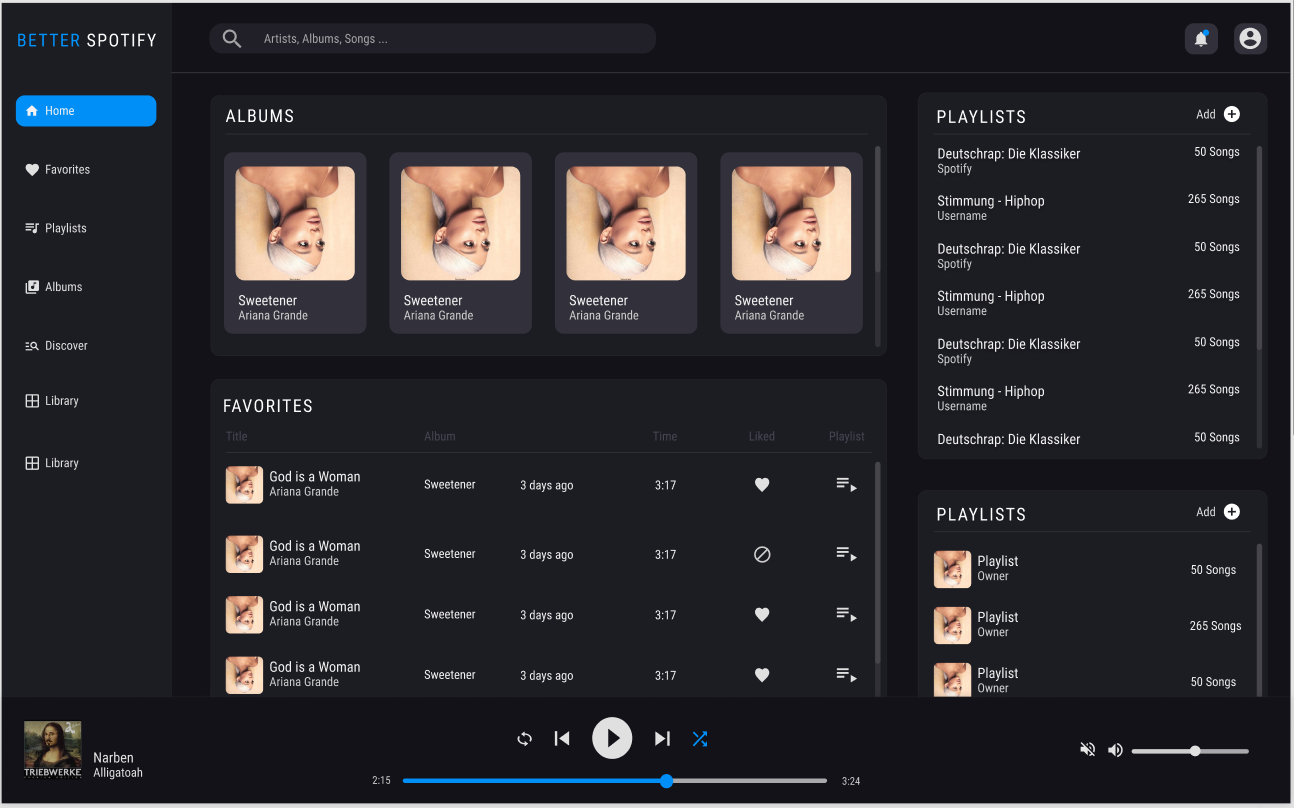 BETTER SPOTIFY
Artists, Albums, Songs ...
Home
Favorites
Playlists
Albums
Discover
Library
Library
ALBUMS
Sweetener
Ariana Grande
Sweetener
Ariana Grande
Sweetener
Ariana Grande
Sweetener
Ariana Grande
FAVORITES
Title Album Time Liked Playlist
God is a Woman
Ariana Grande
Sweetener 3 days ago 3:17
God is a Woman
Ariana Grande
Sweetener 3 days ago 3:17
God is a Woman
Ariana Grande
Sweetener 3 days ago 3:17
God is a Woman
Ariana Grande
Sweetener 3 days ago 3:17
PLAYLISTS Add
Deutschrap: Die Klassiker 50 Songs
Spotify
Stimmung - Hiphop 265 Songs
Username
Deutschrap: Die Klassiker 50 Songs
Spotify
Stimmung - Hiphop 265 Songs
Username
Deutschrap: Die Klassiker 50 Songs
Spotify
Stimmung - Hiphop 265 Songs
Username
Deutschrap: Die Klassiker 50 Songs
PLAYLISTS Add
Playlist
Owner
50 Songs
Playlist
Owner
265 Songs
Playlist
Owner
50 Songs
TRIEBWERKE
Narben
Alligatoah
2:15 3:24